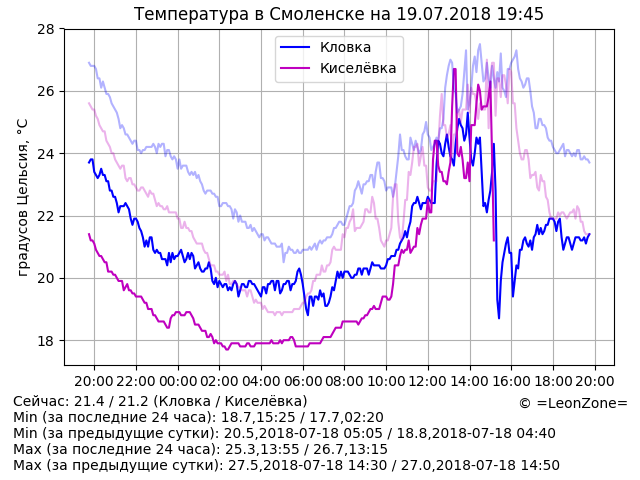 Температура в Смоленске на 19.07.2018 19:45
Кловка
Киселёвка
градусов Цельсия, °C
28
26
24
22
20
18
20:00 22:00 00:00 02:00 04:00 06:00 08:00 10:00 12:00 14:00 16:00 18:00 20:00
Сейчас: 21.4 / 21.2 (Кловка / Киселёвка)
© =LeonZone=
Min (за последние 24 часа): 18.7,15:25 / 17.7,02:20
Min (за предыдущие сутки): 20.5,2018-07-18 05:05 / 18.8,2018-07-18 04:40
Max (за последние 24 часа): 25.3,13:55 / 26.7,13:15
Max (за предыдущие сутки): 27.5,2018-07-18 14:30 / 27.0,2018-07-18 14:50